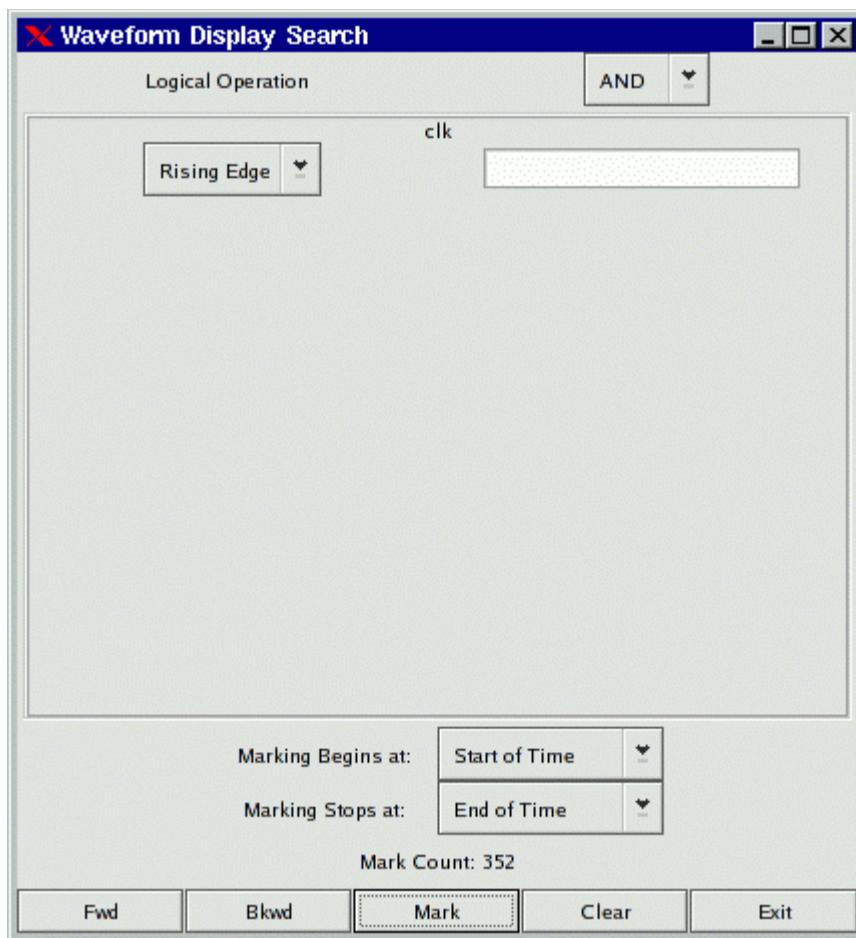 Waveform Display Search
Logical Operation AND
clk
Rising Edge
Marking Begins at: Start of Time
Marking Stops at: End of Time
Mark Count: 352
Fwd Bkwd Mark Clear Exit